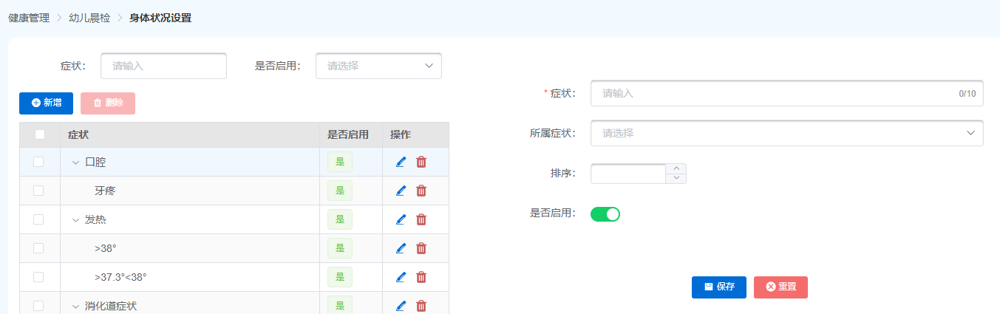 健康管理 > 幼儿晨检 > 身体状况设置
症状： 请输入 是否启用： 请选择
新增 删除
症状 是否启用 操作
口腔 是
牙疼 是
发热 是
>38° 是
>37.3°<38° 是
消化道症状 是
* 症状： 请输入 0/10
所属症状： 请选择
排序：
是否启用：
保存 重置